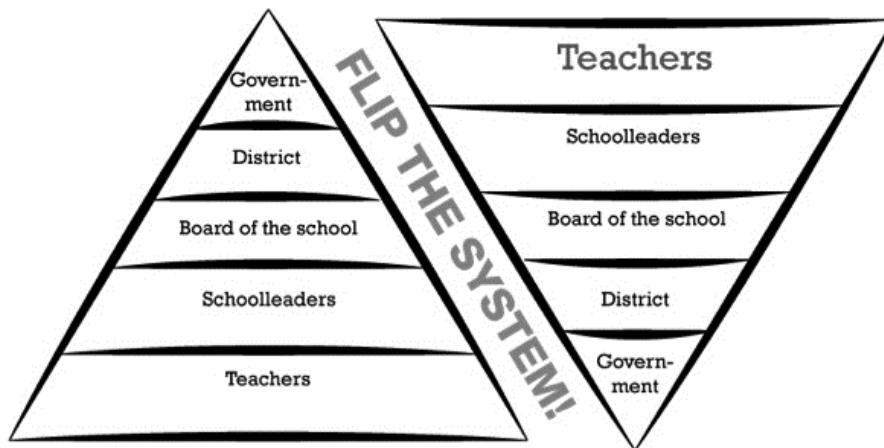 Govern-
ment
District
Board of the school
Schoolleaders
Teachers
FLIP THE SYSTEM!
Teachers
Schoolleaders
Board of the school
District
Govern-
ment